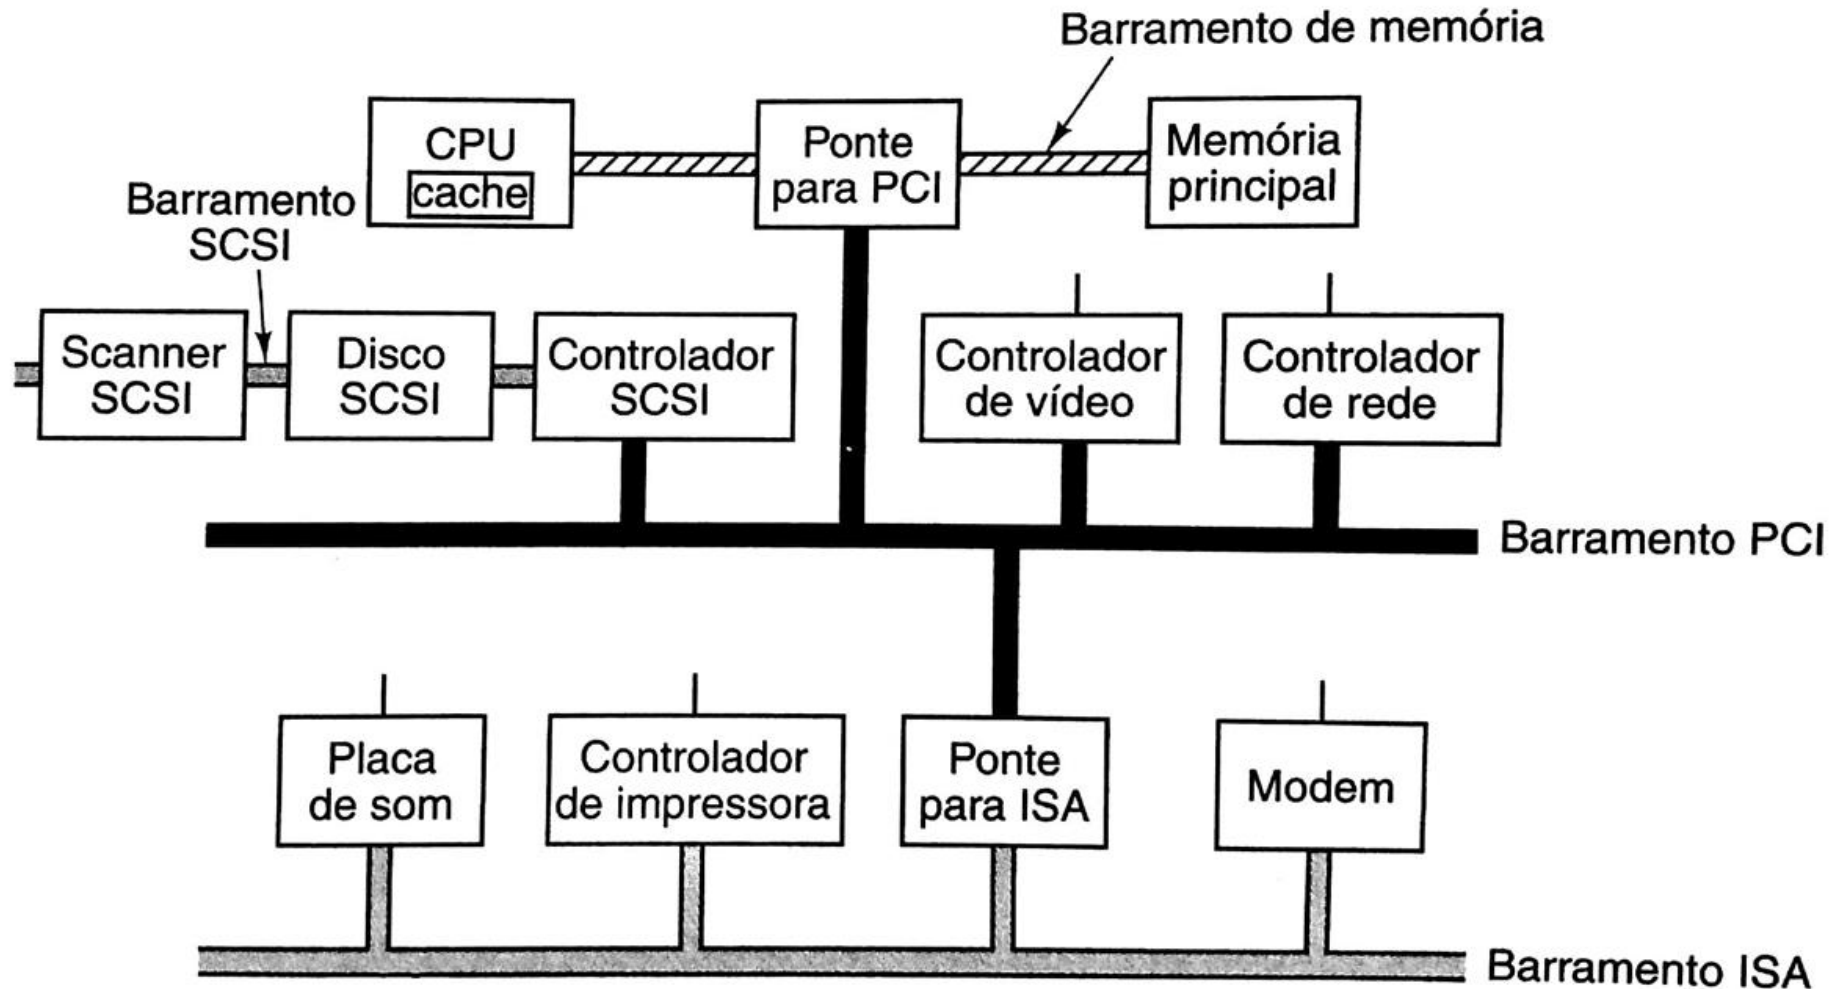 Barramento de memória
CPU
cache
Ponte
para PCI
Memória
principal
Barramento
SCSI
Scanner
SCSI
Disco
SCSI
Controlador
SCSI
Controlador
de vídeo
Controlador
de rede
Barramento PCI
Placa
de som
Controlador
de impressora
Ponte
para ISA
Modem
Barramento ISA